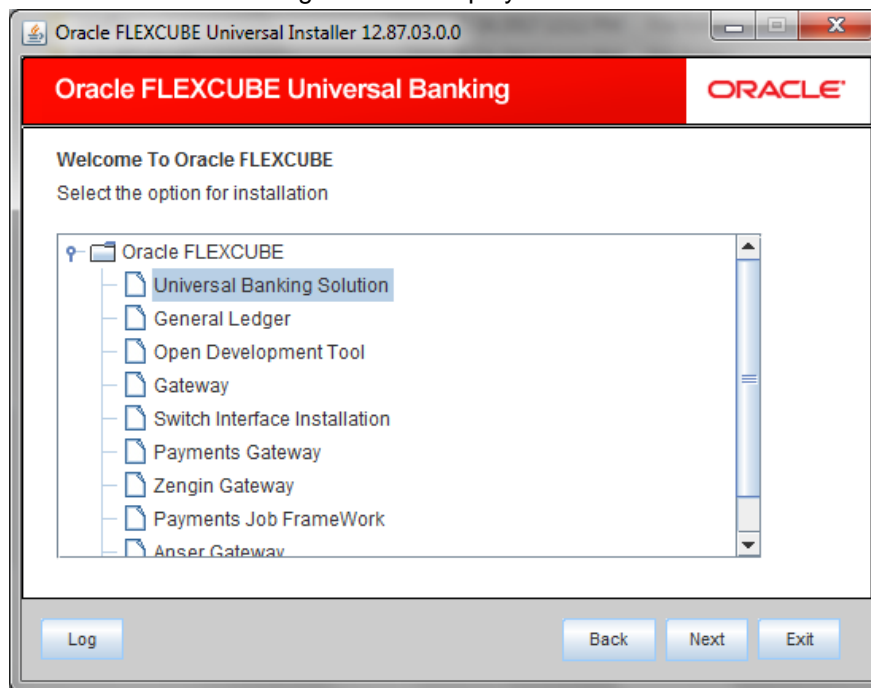 Oracle FLEXCUBE Universal Installer 12.87.03.0.0
Oracle FLEXCUBE Universal Banking
ORACLE
Welcome To Oracle FLEXCUBE
Select the option for installation
Oracle FLEXCUBE
Universal Banking Solution
General Ledger
Open Development Tool
Gateway
Switch Interface Installation
Payments Gateway
Zengin Gateway
Payments Job FrameWork
Anser Gateway
Log Back Next Exit